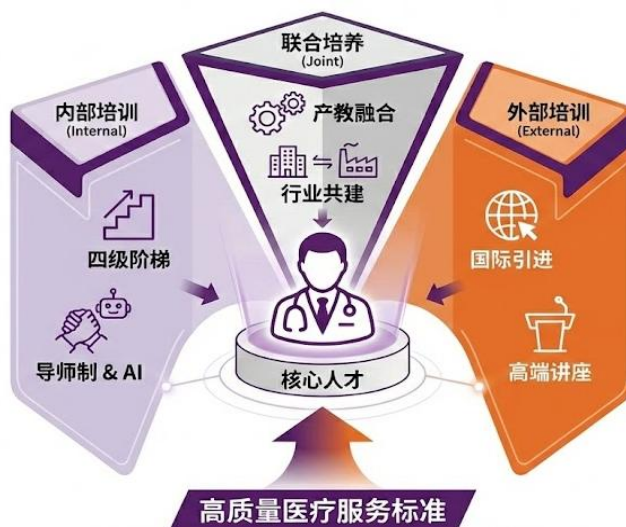 联合培养
(Joint)
产教融合
行业共建
内部培训
(Internal)
四级阶梯
导师制 & AI
外部培训
(External)
国际引进
高端讲座
核心人才
高质量医疗服务标准